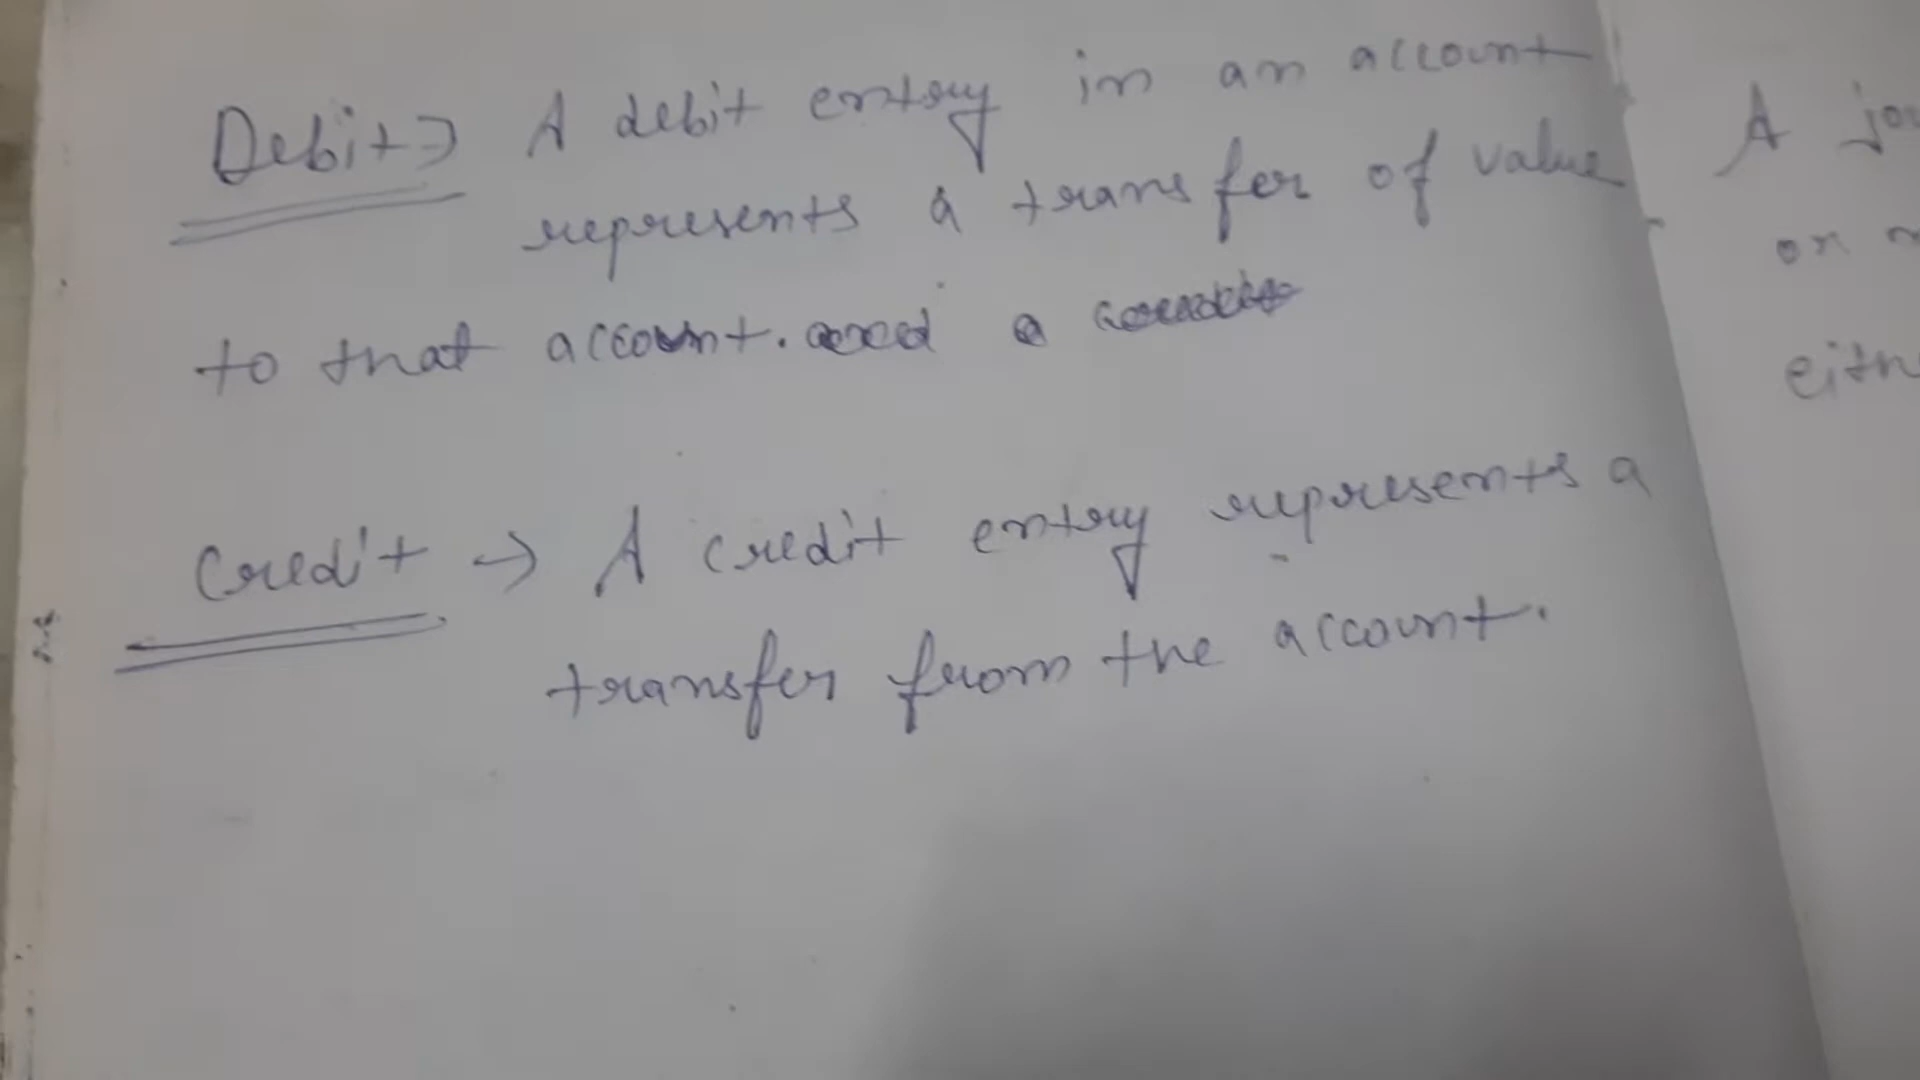 Debit → A debit entry in an account
represents a transfer of value
to that account.
Credit → A credit entry represents a
transfer from the account.
A
on